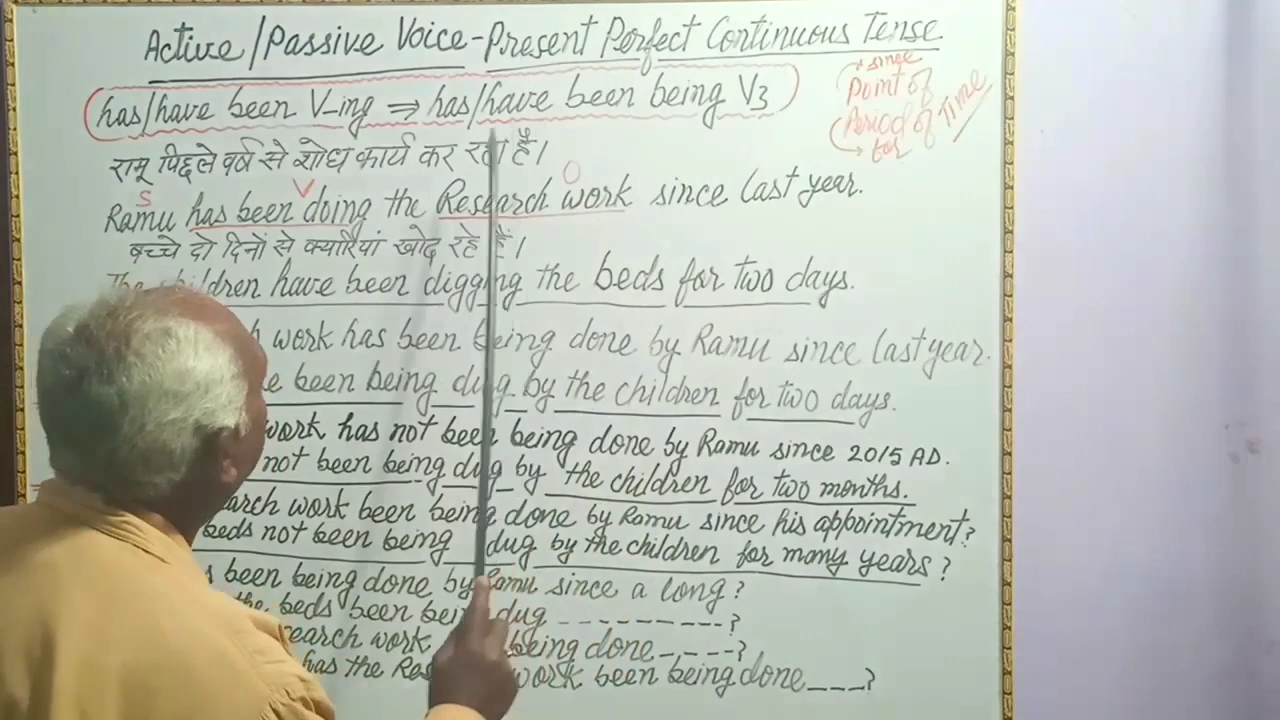 Active/Passive Voice-Present Perfect Continuous Tense
has/have been V-ing ⇒ has/have been being V3
since
Point of
Period of Time
for
रामू पिछले वर्ष से शोध कार्य कर रहा है।
S V O
Ramu has been doing the Research work since last year.
बच्चे दो दिनों से क्यारियां खोद रहे हैं।
The children have been digging the beds for two days.
work has been being done by Ramu since last year.
been being dug by the children for two days.
work has not been being done by Ramu since 2015 AD.
not been being dug by the children for two months.
work been being done by Ramu since his appointment?
beds not been being dug by the children for many years?
been being done by Ramu since a long?
the beds been being dug ---------?
work being done-----?
has the work been being done___?